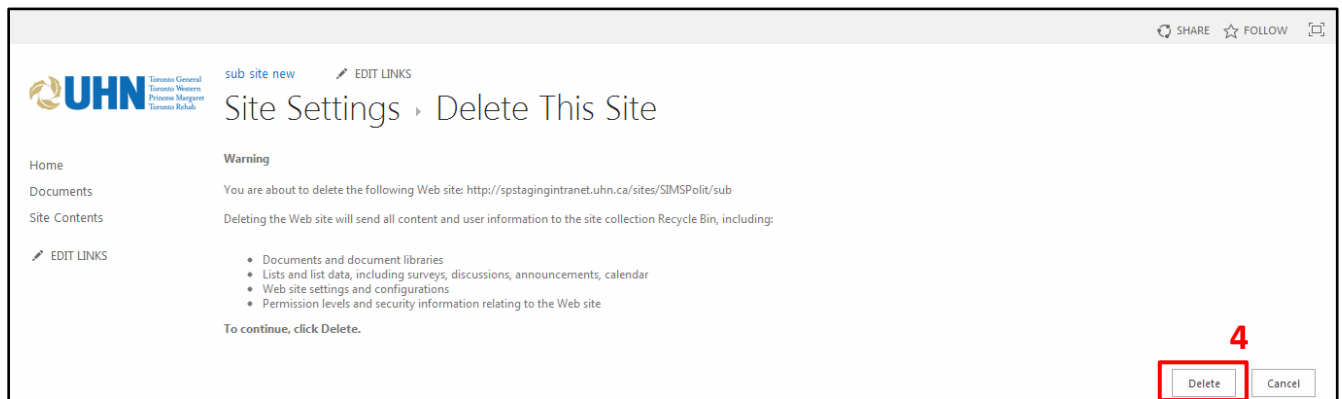 SHARE FOLLOW
UHN
Toronto General
Toronto Western
Princess Margaret
Toronto Rehab
sub site new EDIT LINKS
Site Settings › Delete This Site
Home
Documents
Site Contents
EDIT LINKS
Warning
You are about to delete the following Web site: http://spstagingintranet.uhn.ca/sites/SIMSPolit/sub
Deleting the Web site will send all content and user information to the site collection Recycle Bin, including:
• Documents and document libraries
• Lists and list data, including surveys, discussions, announcements, calendar
• Web site settings and configurations
• Permission levels and security information relating to the Web site
To continue, click Delete.
4
Delete Cancel